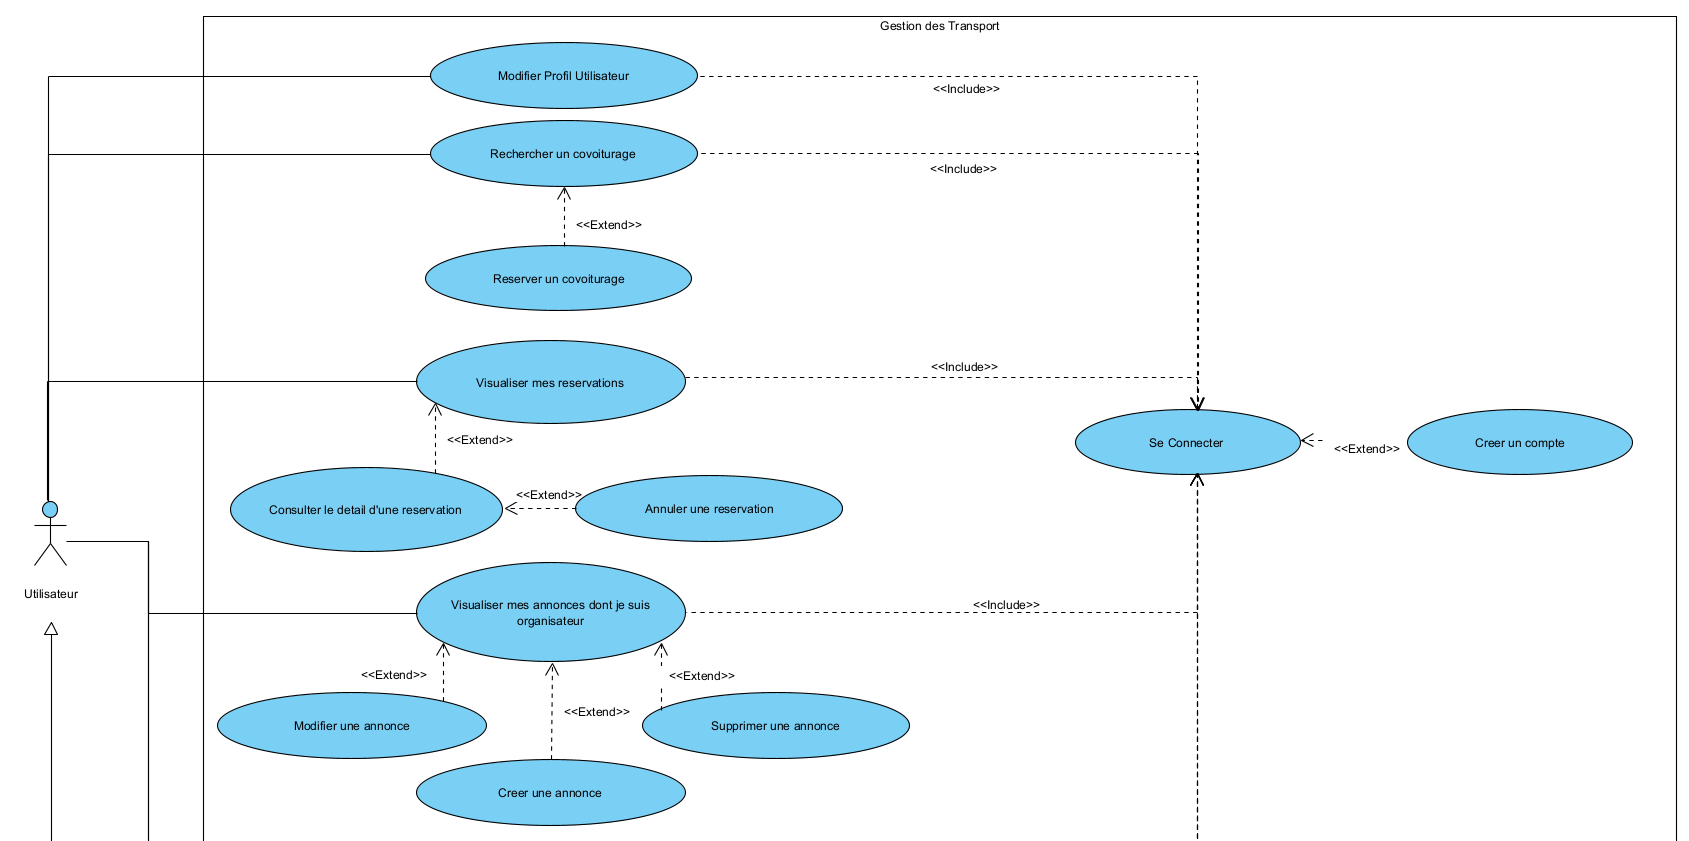 Gestion des Transport
Modifier Profil Utilisateur
<<Include>>
Rechercher un covoiturage
<<Include>>
<<Extend>>
Reserver un covoiturage
<<Include>>
Visualiser mes reservations
<<Extend>>
Se Connecter
<<Extend>>
Creer un compte
<<Extend>>
Consulter le detail d'une reservation
Annuler une reservation
Utilisateur
Visualiser mes annonces dont je suis
organisateur
<<Include>>
<<Extend>>
<<Extend>>
<<Extend>>
Modifier une annonce
Supprimer une annonce
Creer une annonce